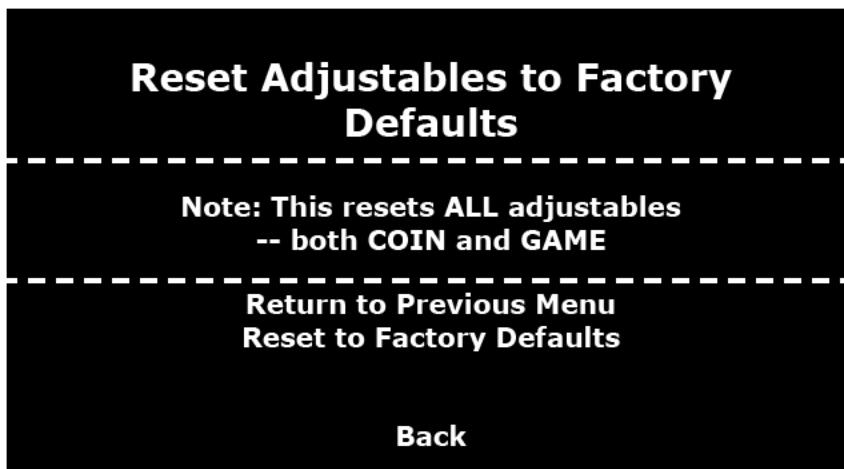 Reset Adjustables to Factory
Defaults
Note: This resets ALL adjustables
-- both COIN and GAME
Return to Previous Menu
Reset to Factory Defaults
Back